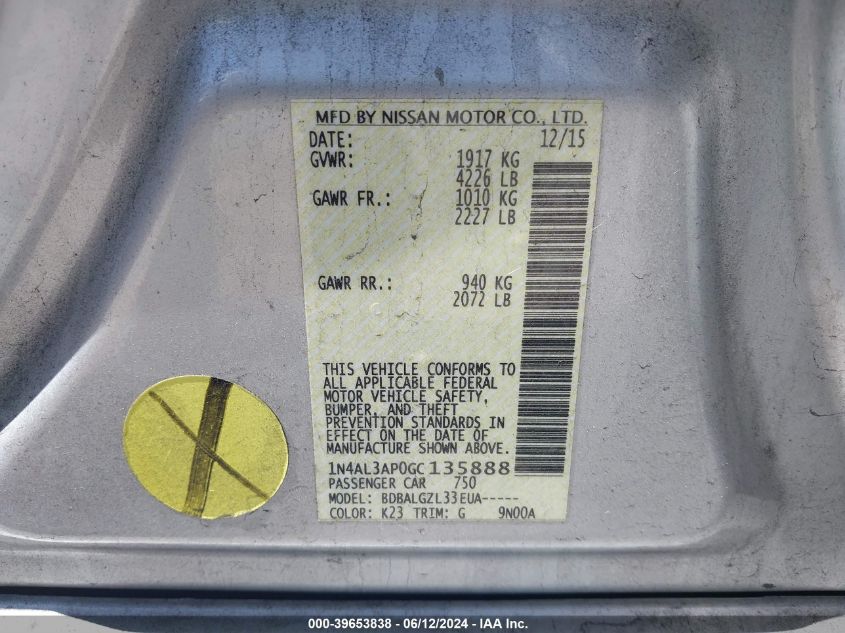 MFD BY NISSAN MOTOR CO., LTD.
DATE: 12/15
GVWR: 1917 KG
4226 LB
GAWR FR.: 1010 KG
2227 LB
GAWR RR.: 940 KG
2072 LB
THIS VEHICLE CONFORMS TO
ALL APPLICABLE FEDERAL
MOTOR VEHICLE SAFETY,
BUMPER, AND THEFT
PREVENTION STANDARDS IN
EFFECT ON THE DATE OF
MANUFACTURE SHOWN ABOVE.
1N4AL3AP0GC135888
PASSENGER CAR 750
MODEL: BDBALGZL33EUA-----
COLOR: K23 TRIM: G 9N00A
000-39653838 - 06/12/2024 - IAA Inc.